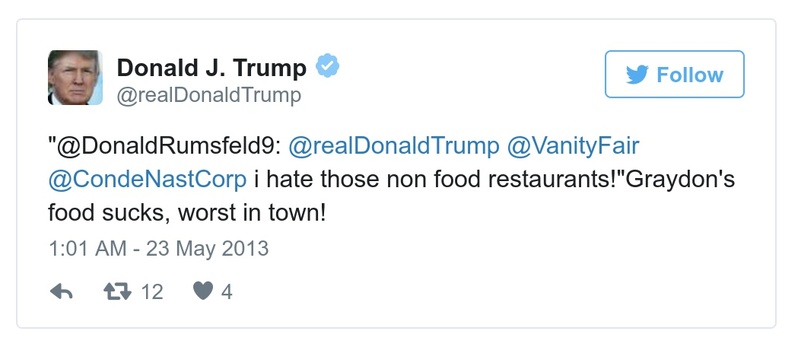 Donald J. Trump
@realDonaldTrump
Follow
"@DonaldRumsfeld9: @realDonaldTrump @VanityFair
@CondeNastCorp i hate those non food restaurants!"Graydon's
food sucks, worst in town!
1:01 AM - 23 May 2013
12 4